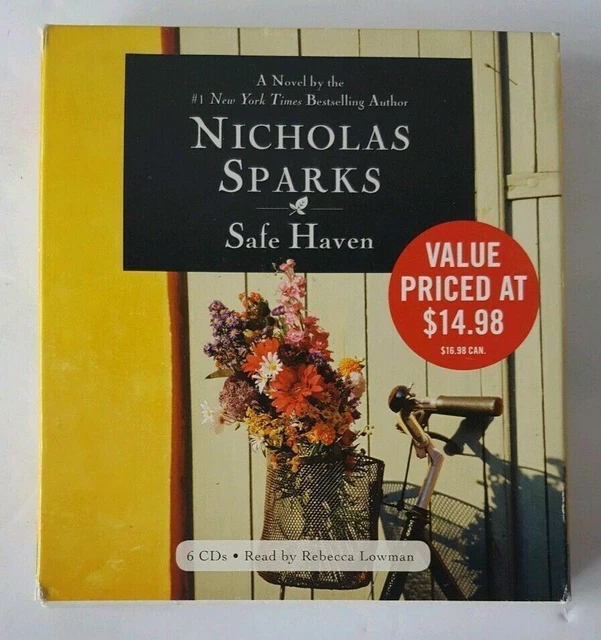 A Novel by the
#1 New York Times Bestselling Author
NICHOLAS
SPARKS
Safe Haven
VALUE
PRICED AT
$14.98
$16.98 CAN.
6 CDs • Read by Rebecca Lowman